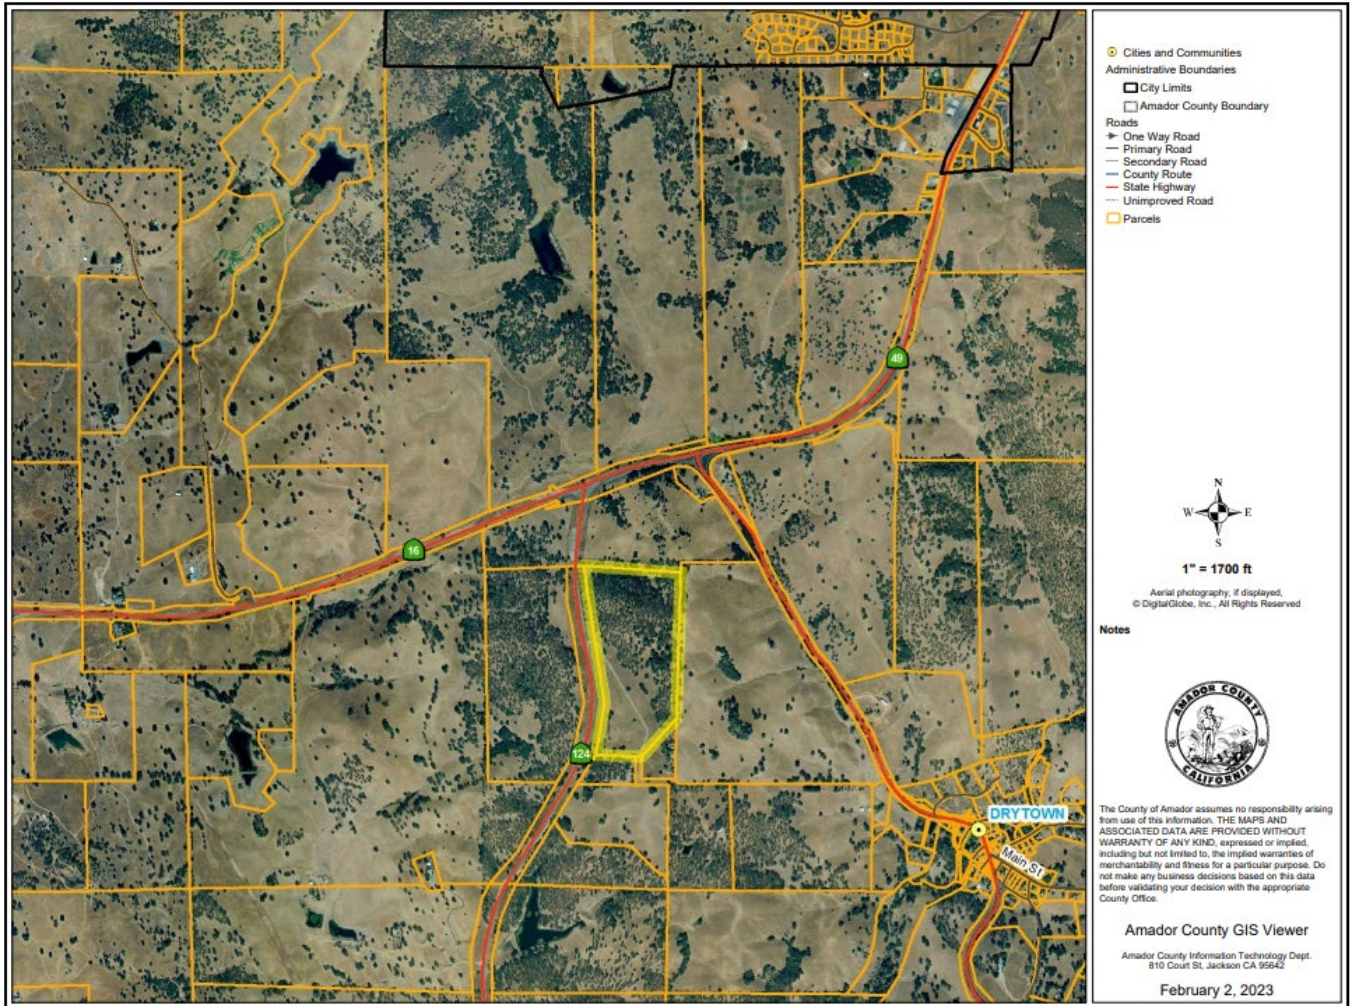 49
16
124
DRYTOWN
Main St
Cities and Communities
Administrative Boundaries
City Limits
Amador County Boundary
Roads
One Way Road
Primary Road
Secondary Road
County Route
State Highway
Unimproved Road
Parcels
N
W E
S
1" = 1700 ft
Aerial photography, if displayed,
© DigitalGlobe, Inc., All Rights Reserved
Notes
AMADOR COUNTY
CALIFORNIA
The County of Amador assumes no responsibility arising
from use of this information. THE MAPS AND
ASSOCIATED DATA ARE PROVIDED WITHOUT
WARRANTY OF ANY KIND, expressed or implied,
including but not limited to, the implied warranties of
merchantability and fitness for a particular purpose. Do
not make any business decisions based on this data
before validating your decision with the appropriate
County Office.
Amador County GIS Viewer
Amador County Information Technology Dept.
810 Court St, Jackson CA 95642
February 2, 2023